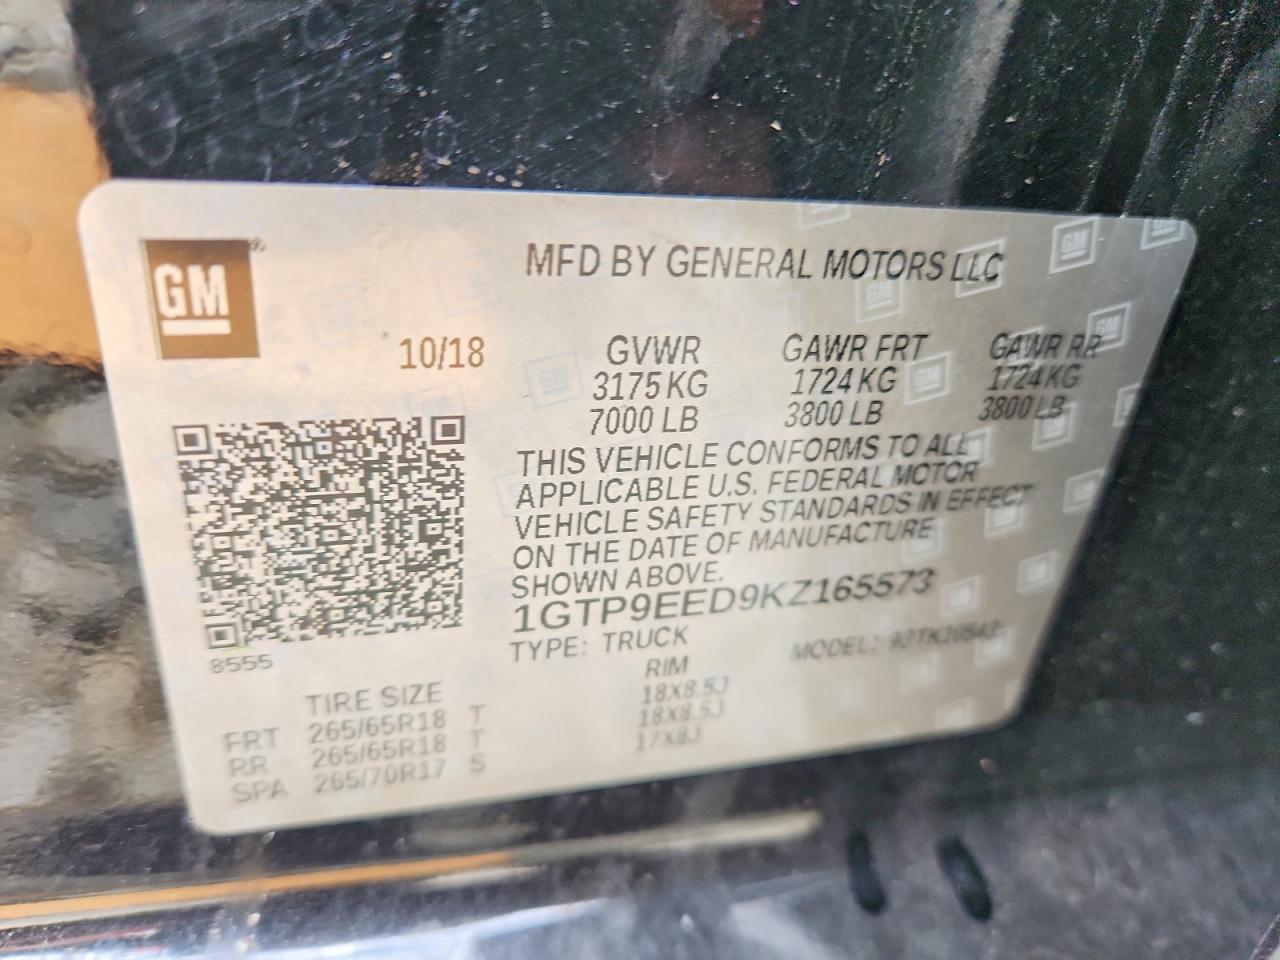 GM
MFD BY GENERAL MOTORS LLC
10/18
GVWR GAWR FRT GAWR RR
3175 KG 1724 KG 1724 KG
7000 LB 3800 LB 3800 LB
THIS VEHICLE CONFORMS TO ALL
APPLICABLE U.S. FEDERAL MOTOR
VEHICLE SAFETY STANDARDS IN EFFECT
ON THE DATE OF MANUFACTURE
SHOWN ABOVE.
1GTP9EED9KZ165573
TYPE: TRUCK MODEL:
8555
TIRE SIZE RIM
FRT 265/65R18 T 18X8.5J
RR 265/65R18 T 18X8.5J
SPA 265/70R17 S 17X8J